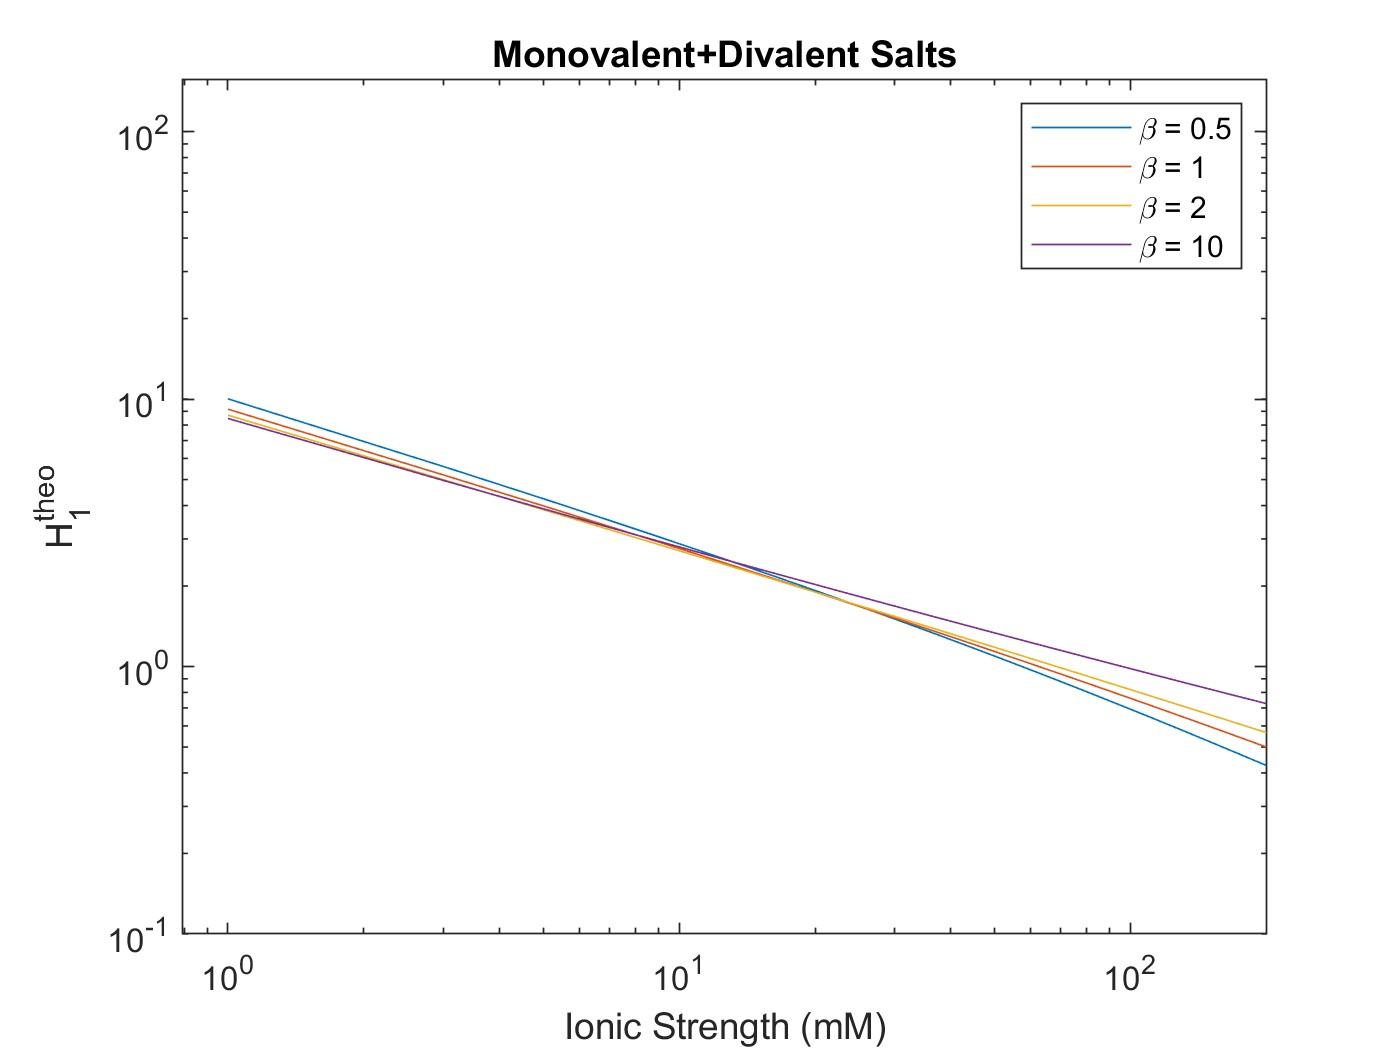 Monovalent+Divalent Salts
β = 0.5
β = 1
β = 2
β = 10
10^2
10^1
10^0
10^-1
H_1^theo
10^0 10^1 10^2
Ionic Strength (mM)